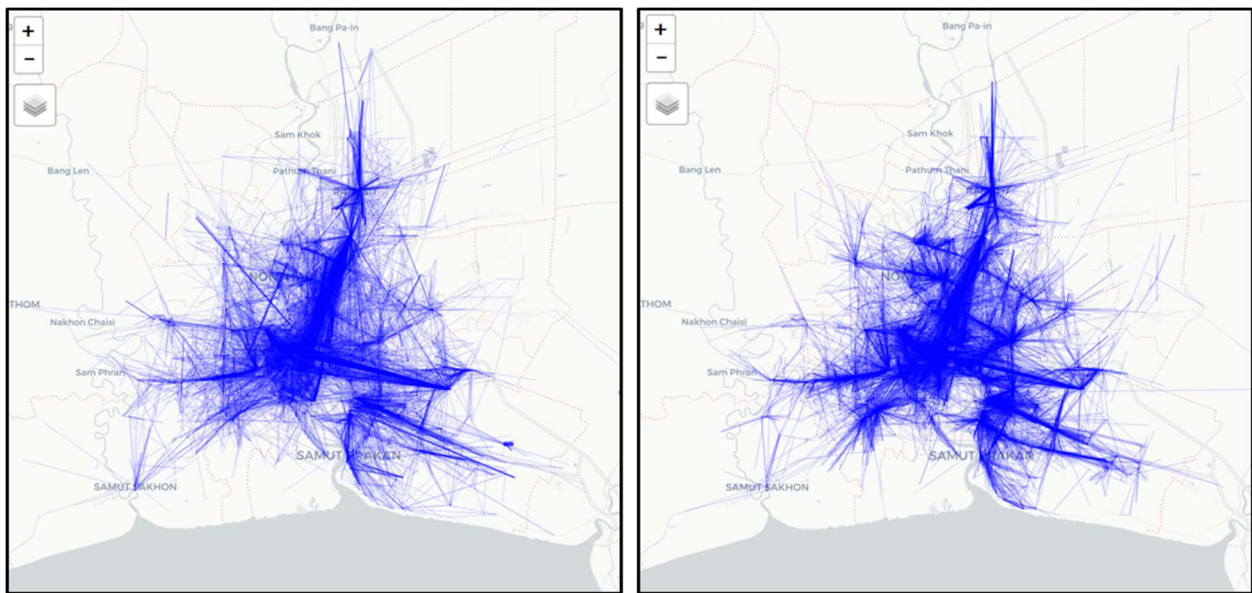 +
Bang Pa-in
−
Sam Khok
Bang Len
Pathum Thani
THOM
Nakhon Chaisi
Sam Phran
SAMUT PRAKAN
SAMUT SAKHON
+
Bang Pa-in
−
Sam Khok
Bang Len
Pathum Thani
THOM
Nakhon Chaisi
Sam Phran
SAMUT PRAKAN
SAMUT SAKHON